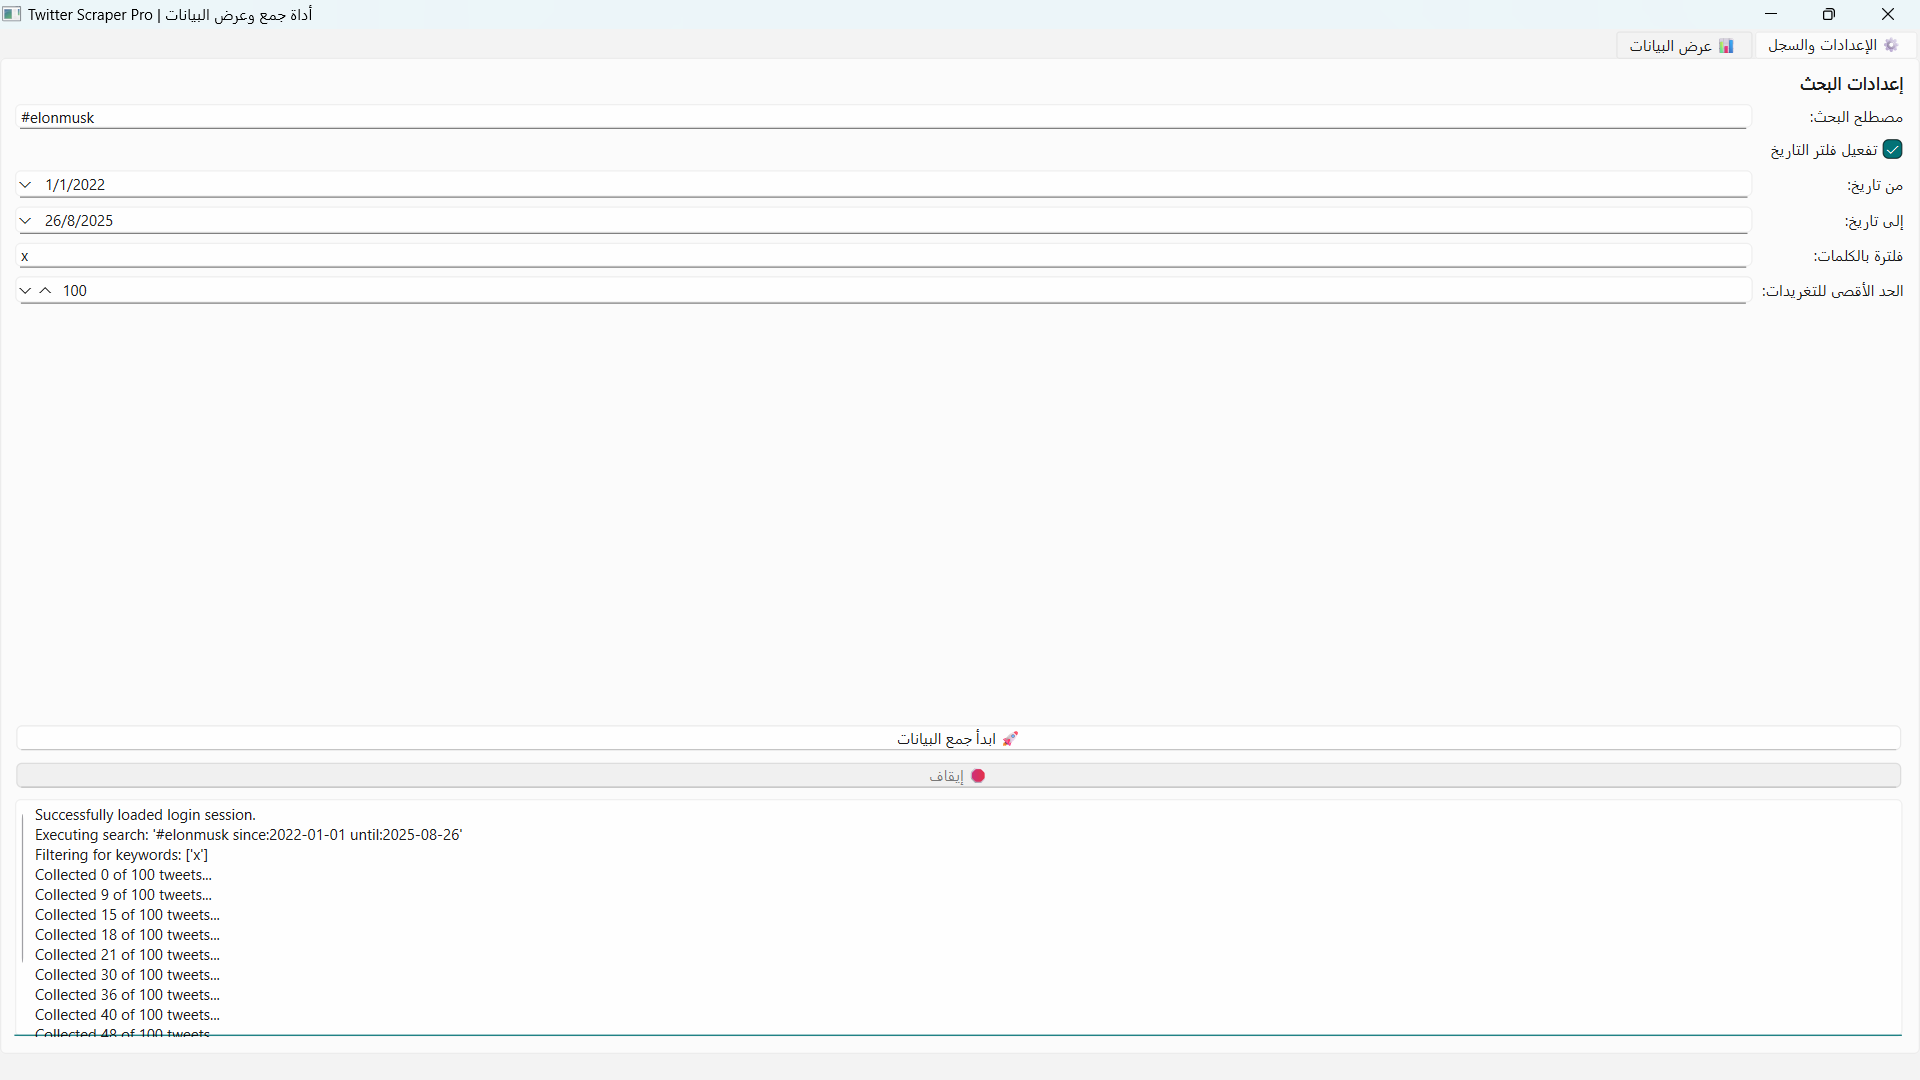 Twitter Scraper Pro | أداة جمع وعرض البيانات
الإعدادات والسجل
عرض البيانات
إعدادات البحث
مصطلح البحث:
#elonmusk
تفعيل فلتر التاريخ
من تاريخ:
1/1/2022
إلى تاريخ:
26/8/2025
فلترة بالكلمات:
x
الحد الأقصى للتغريدات:
100
🚀 ابدأ جمع البيانات
🔴 إيقاف
Successfully loaded login session.
Executing search: '#elonmusk since:2022-01-01 until:2025-08-26'
Filtering for keywords: ['x']
Collected 0 of 100 tweets...
Collected 9 of 100 tweets...
Collected 15 of 100 tweets...
Collected 18 of 100 tweets...
Collected 21 of 100 tweets...
Collected 30 of 100 tweets...
Collected 36 of 100 tweets...
Collected 40 of 100 tweets...
Collected 48 of 100 tweets